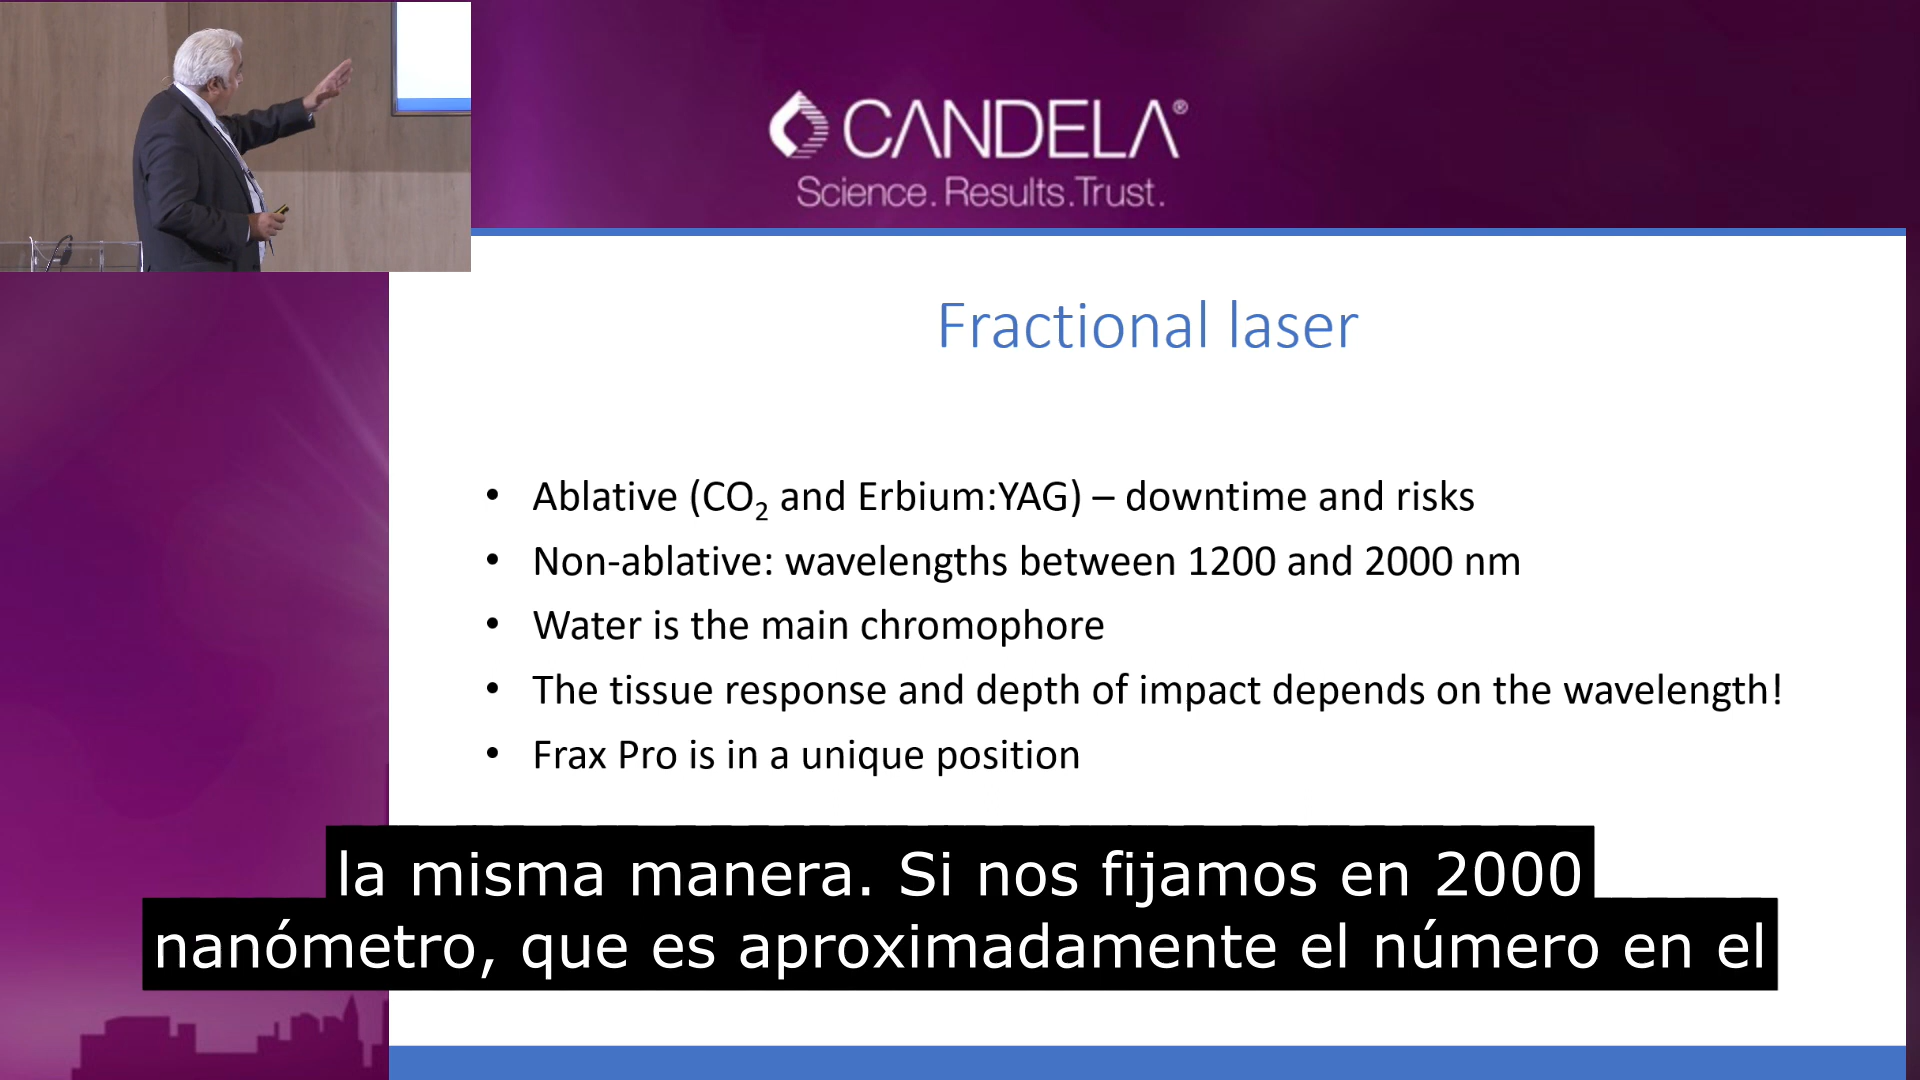 CANDELA®
Science. Results. Trust.
Fractional laser
• Ablative (CO₂ and Erbium:YAG) – downtime and risks
• Non-ablative: wavelengths between 1200 and 2000 nm
• Water is the main chromophore
• The tissue response and depth of impact depends on the wavelength!
• Frax Pro is in a unique position
la misma manera. Si nos fijamos en 2000
nanómetro, que es aproximadamente el número en el